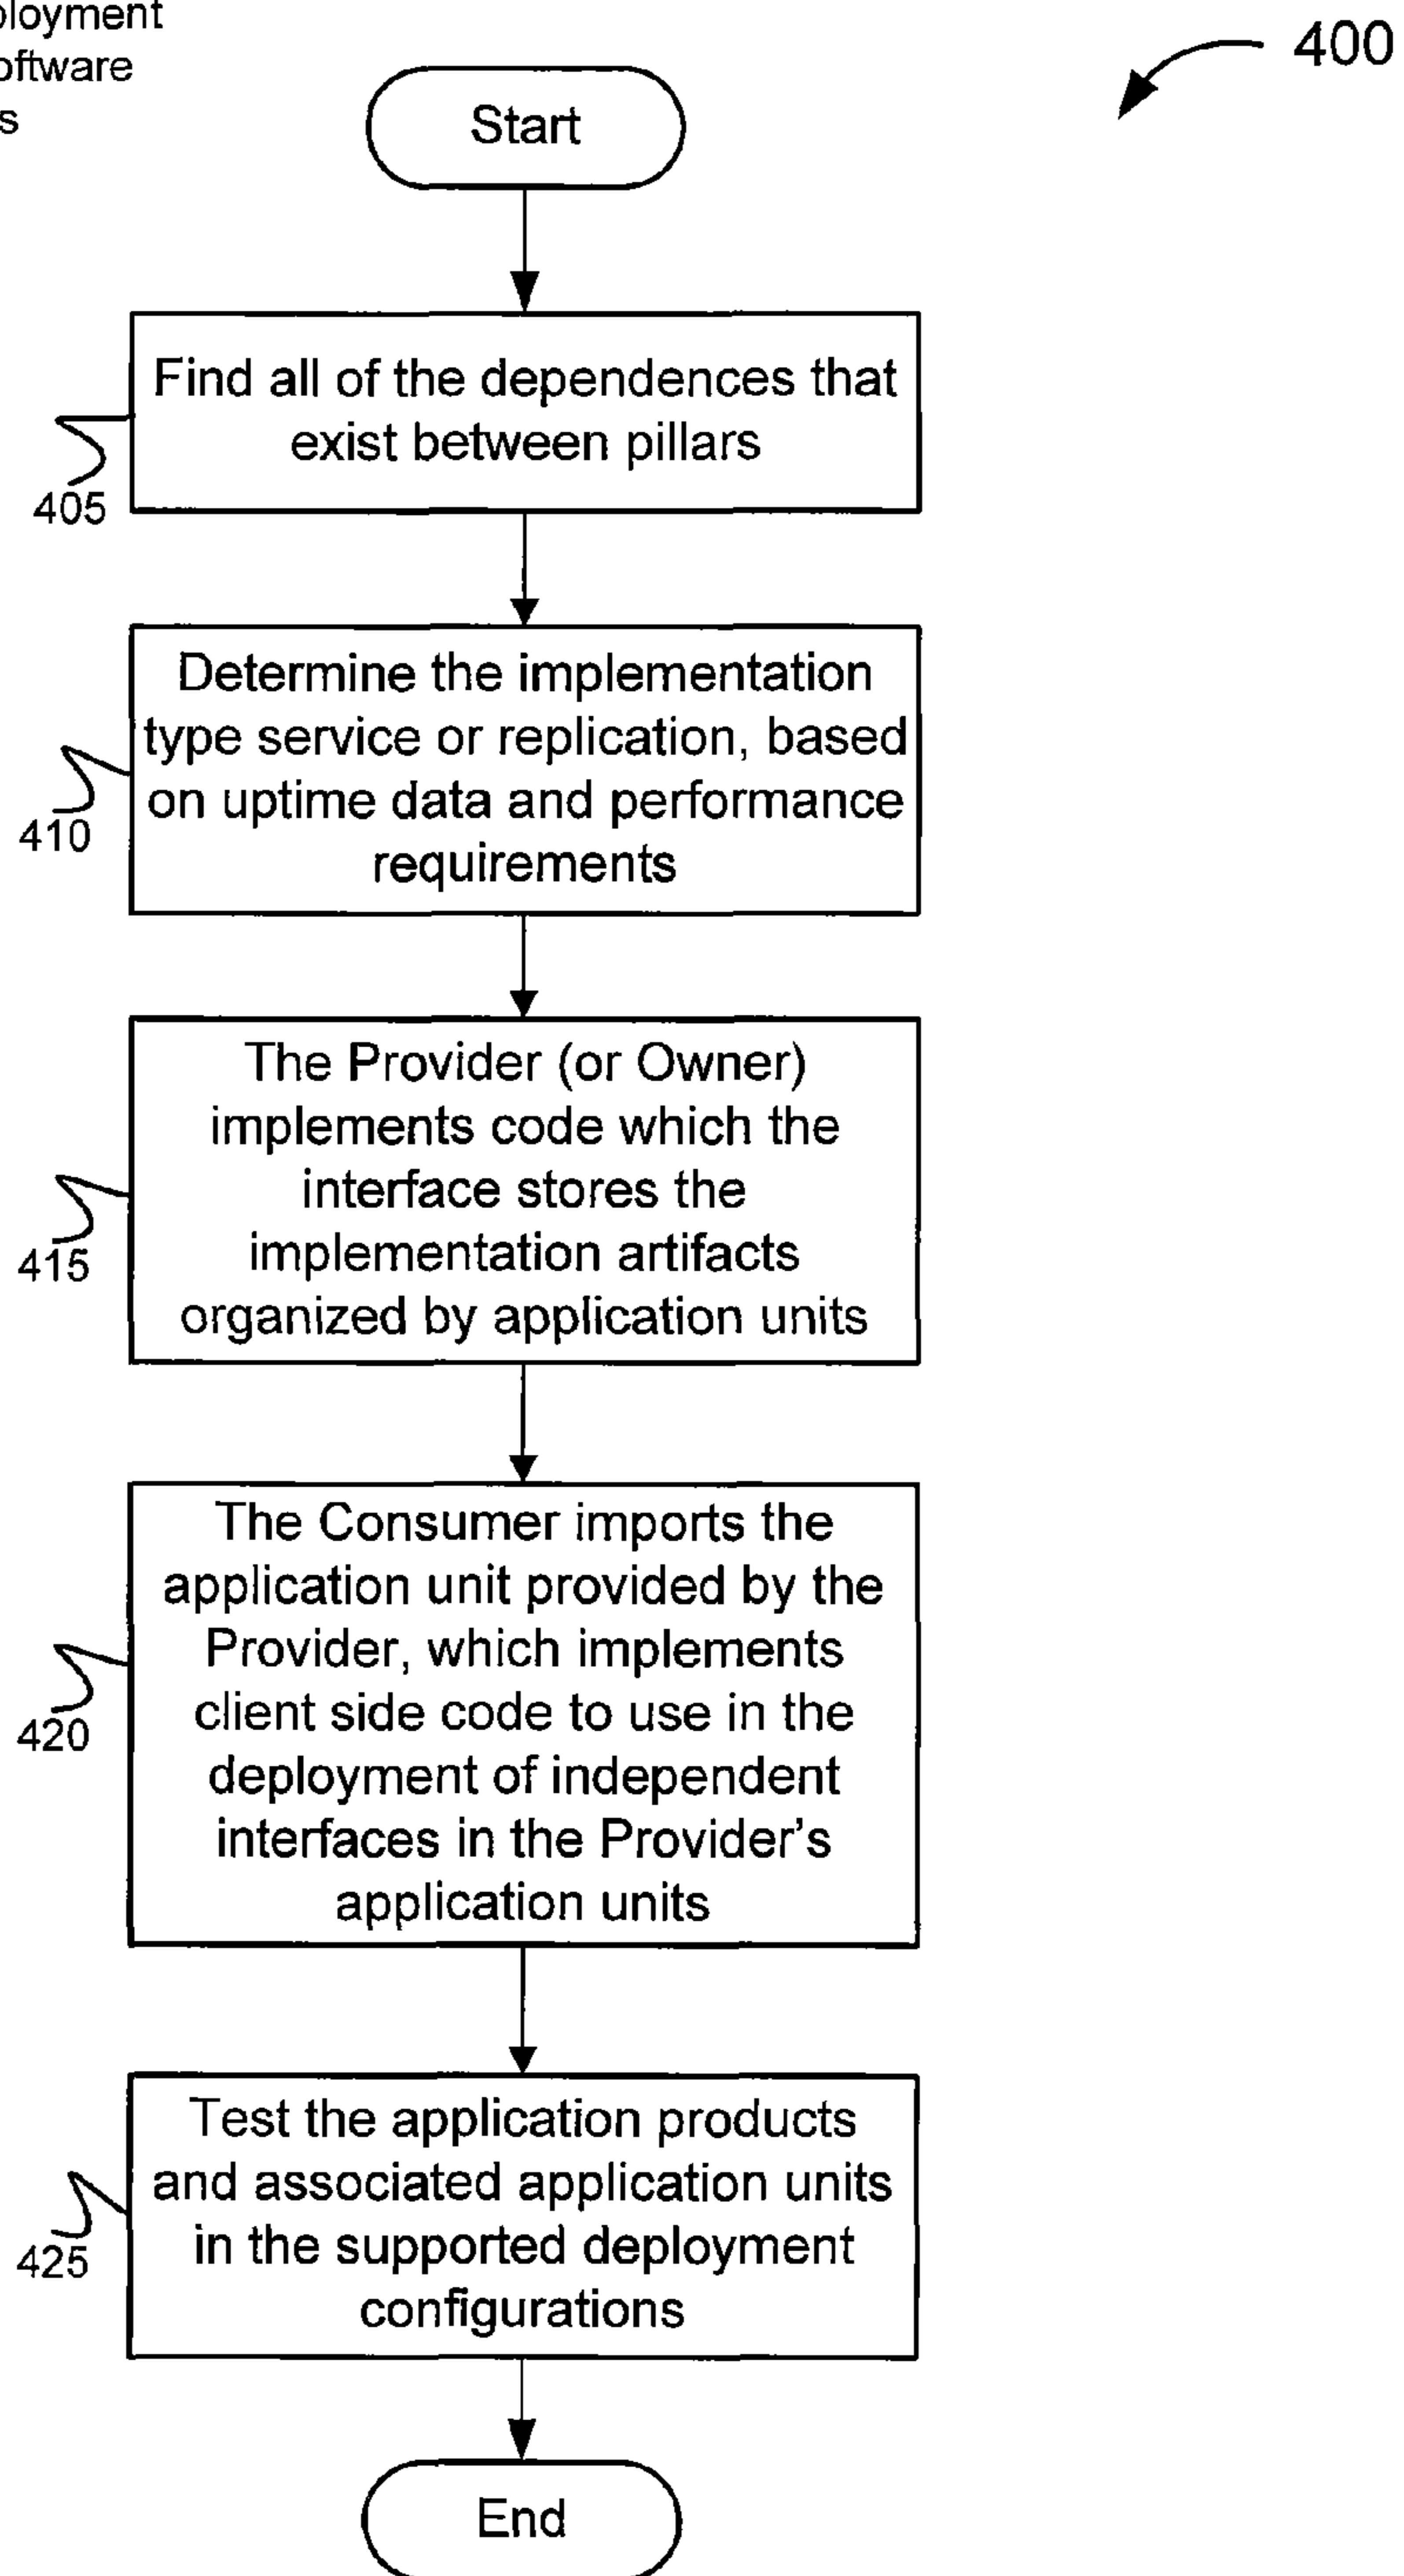 400
Start
Find all of the dependences that
exist between pillars
405
Determine the implementation
type service or replication, based
on uptime data and performance
requirements
410
The Provider (or Owner)
implements code which the
interface stores the
implementation artifacts
organized by application units
415
The Consumer imports the
application unit provided by the
Provider, which implements
client side code to use in the
deployment of independent
interfaces in the Provider's
application units
420
Test the application products
and associated application units
in the supported deployment
configurations
425
End